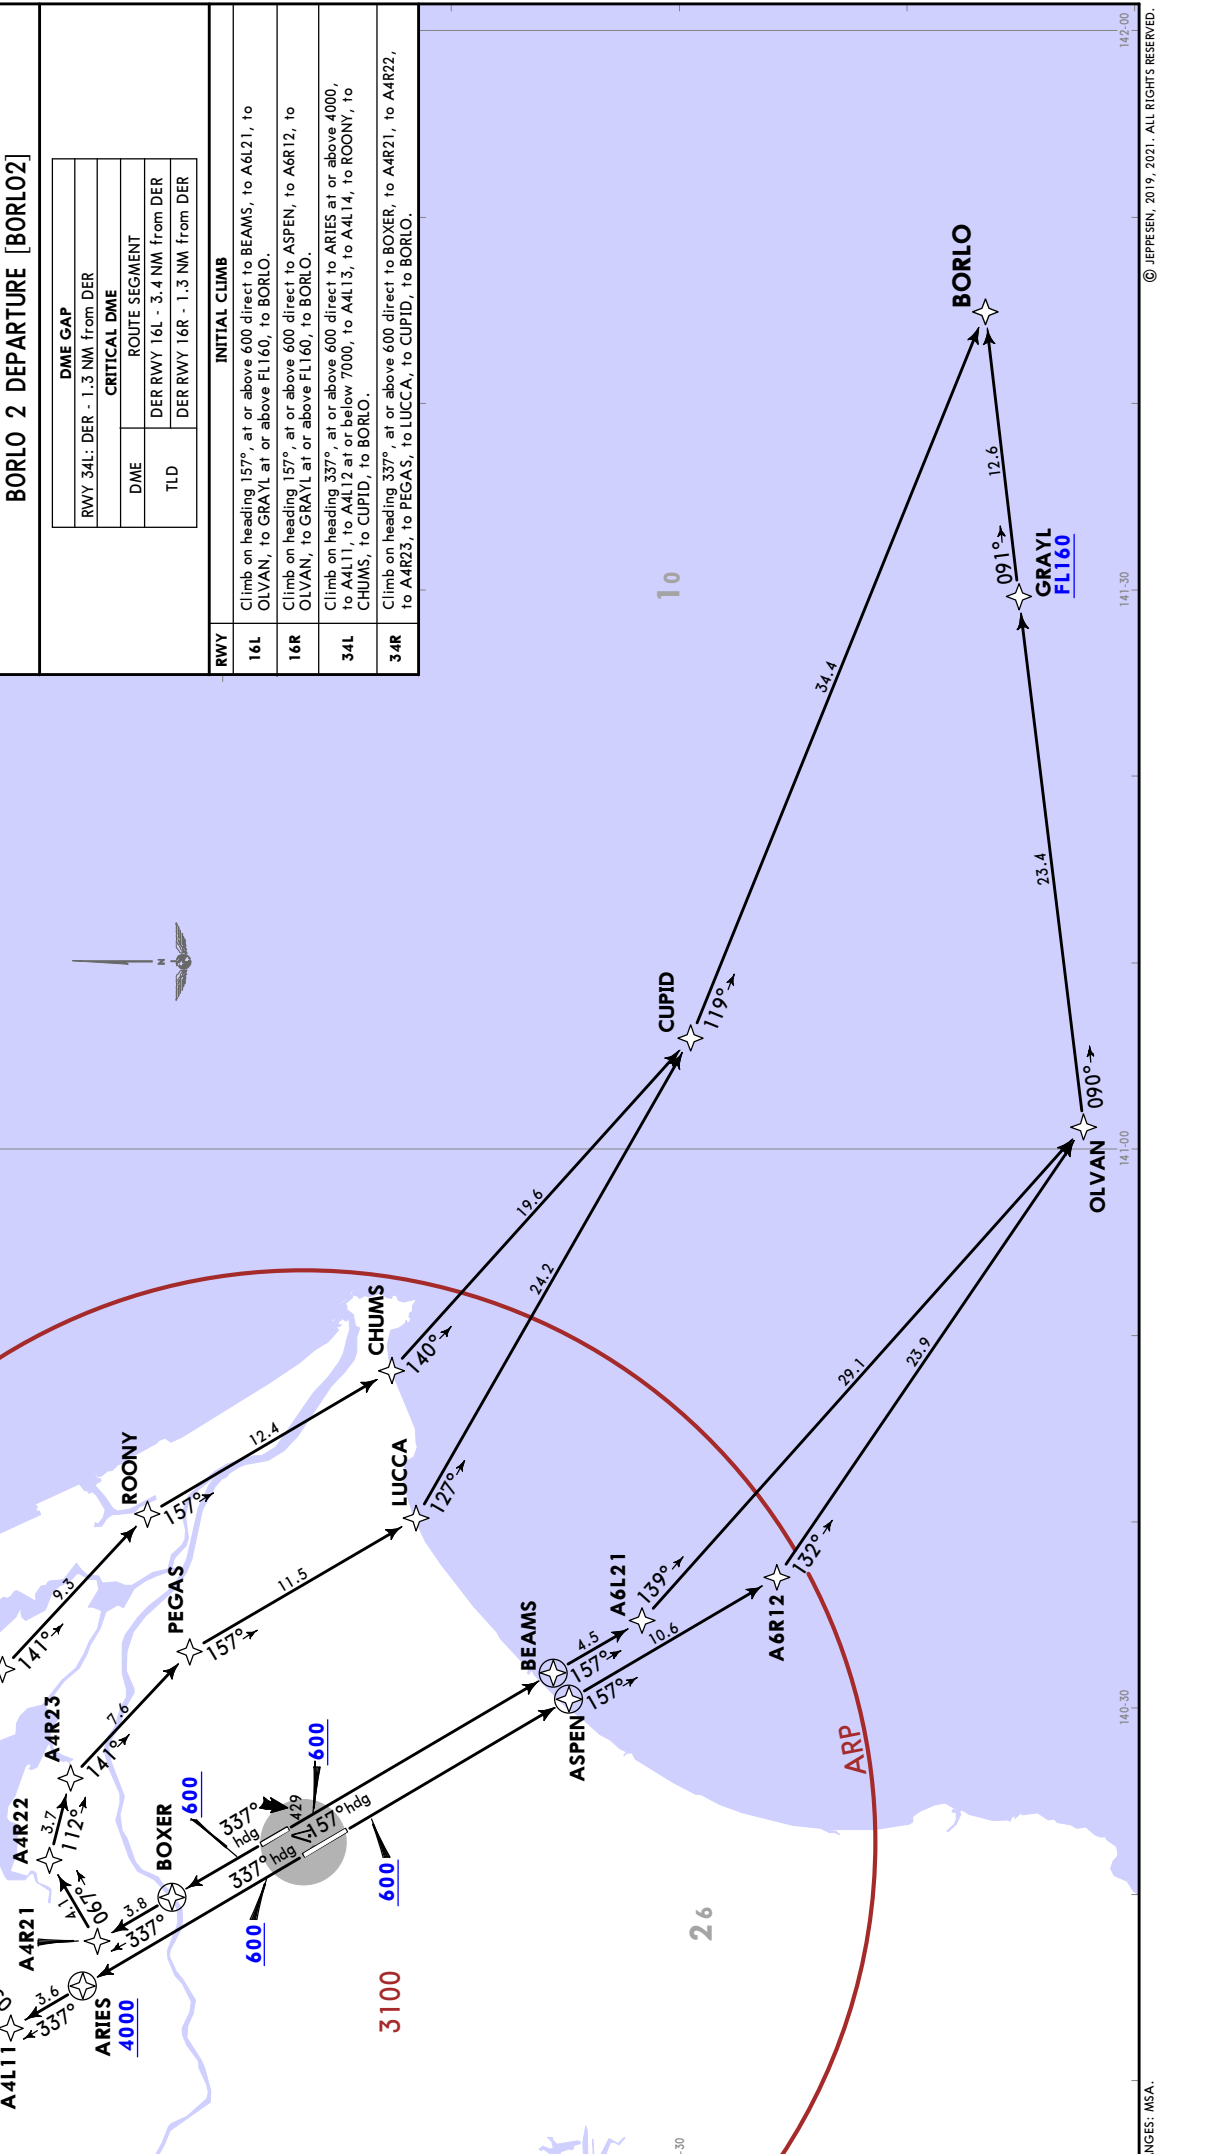 BORLO 2 DEPARTURE [BORLO2]
DME GAP
RWY 34L: DER - 1.3 NM from DER
CRITICAL DME
DME
ROUTE SEGMENT
TLD
DER RWY 16L - 3.4 NM from DER
DER RWY 16R - 1.3 NM from DER
RWY
INITIAL CLIMB
16L
Climb on heading 157°, at or above 600 direct to BEAMS, to A6L21, to
OLVAN, to GRAYL at or above FL160, to BORLO.
16R
Climb on heading 157°, at or above 600 direct to ASPEN, to A6R12, to
OLVAN, to GRAYL at or above FL160, to BORLO.
34L
Climb on heading 337°, at or above 600 direct to ARIES at or above 4000,
to A4L11, to A4L12 at or below 7000, to A4L13, to A4L14, to ROONY, to
CHUMS, to CUPID, to BORLO.
34R
Climb on heading 337°, at or above 600 direct to BOXER, to A4R21, to A4R22,
to A4R23, to PEGAS, to LUCCA, to CUPID, to BORLO.
A4L11
3.6
337°
ARIES
4000
A4R21
4.1
067°
3.8
337°
A4R22
3.7
112°
A4R23
7.6
141°
BOXER
9.3
141°
ROONY
157°
12.4
PEGAS
157°
11.5
CHUMS
140°
19.6
LUCCA
127°
24.2
CUPID
119°
34.4
BORLO
12.6
091°
GRAYL
FL160
23.4
090°
OLVAN
29.1
23.9
BEAMS
4.5
157°
A6L21
139°
ASPEN
157°
10.6
A6R12
132°
600
600
600
600
337°
hdg
337° hdg
429
157° hdg
3100
ARP
26
10
N
142-00
141-30
141-00
140-30
-30
NGES: MSA.
© JEPPESEN, 2019, 2021. ALL RIGHTS RESERVED.